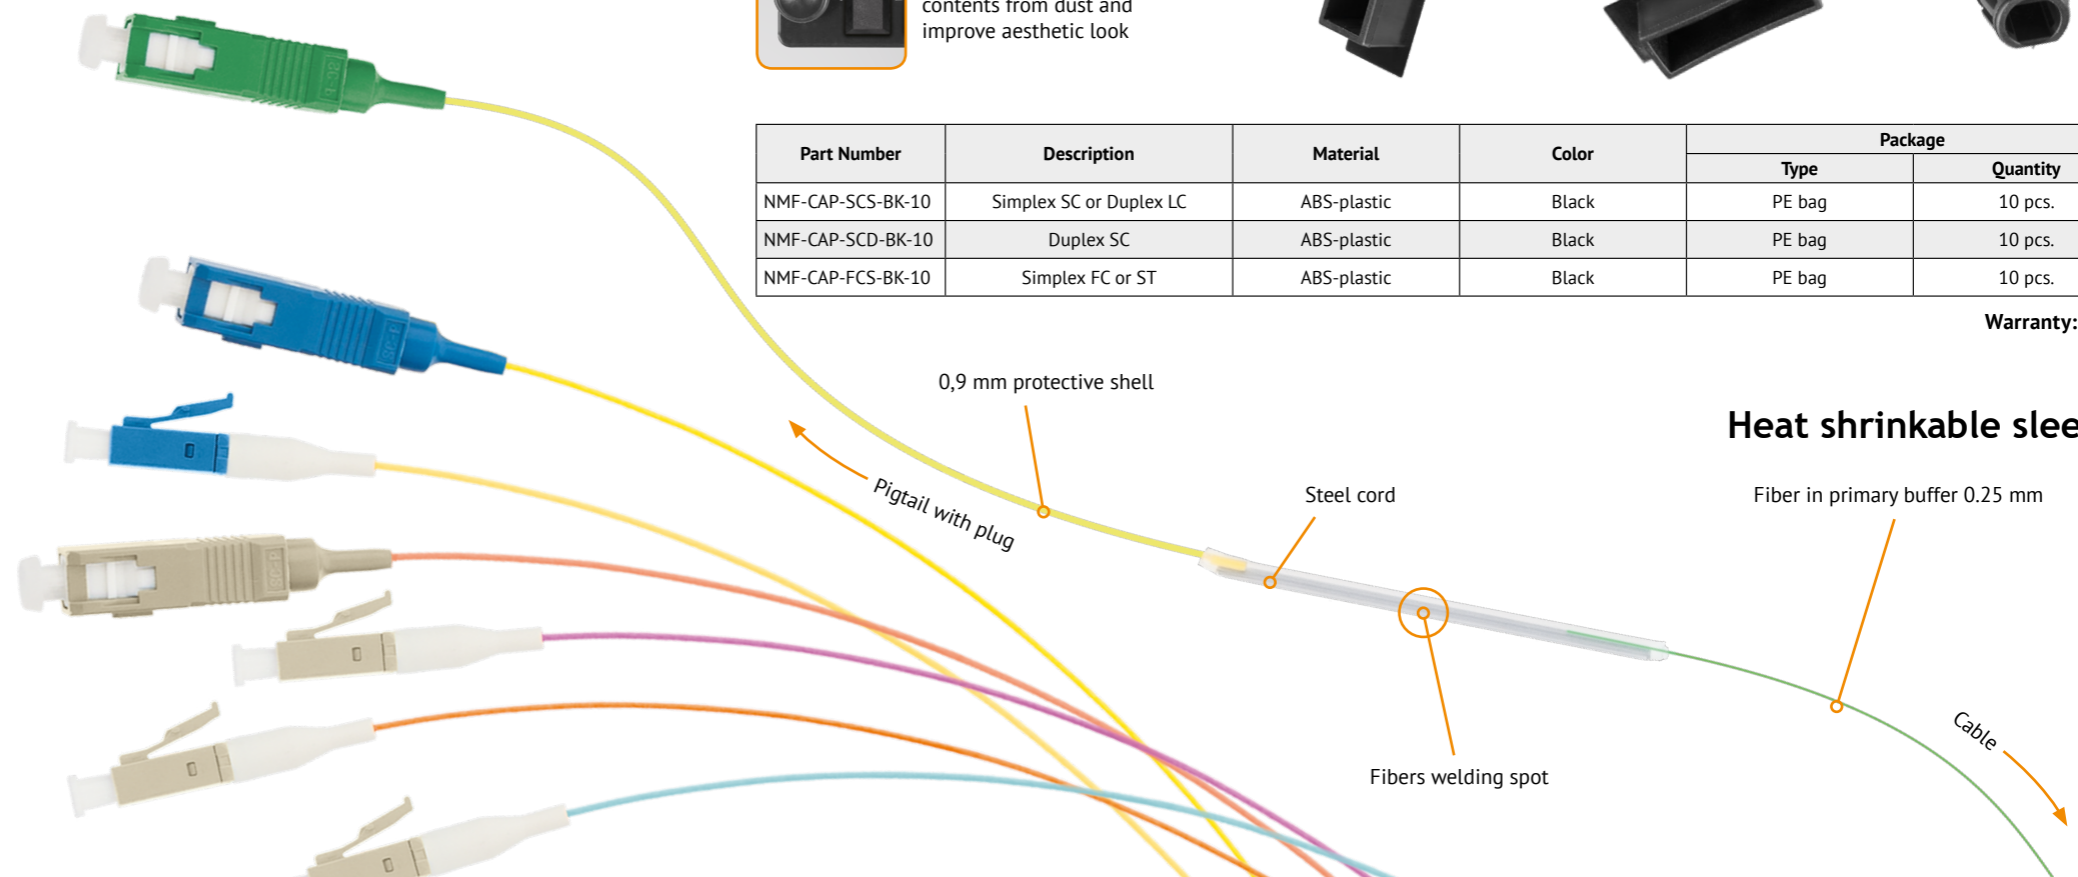 contents from dust and
improve aesthetic look
Part Number Description Material Color Package
Type Quantity
NMF-CAP-SCS-BK-10 Simplex SC or Duplex LC ABS-plastic Black PE bag 10 pcs.
NMF-CAP-SCD-BK-10 Duplex SC ABS-plastic Black PE bag 10 pcs.
NMF-CAP-FCS-BK-10 Simplex FC or ST ABS-plastic Black PE bag 10 pcs.
Warranty:
0,9 mm protective shell
Heat shrinkable slee
Pigtail with plug
Steel cord
Fiber in primary buffer 0.25 mm
Cable
Fibers welding spot